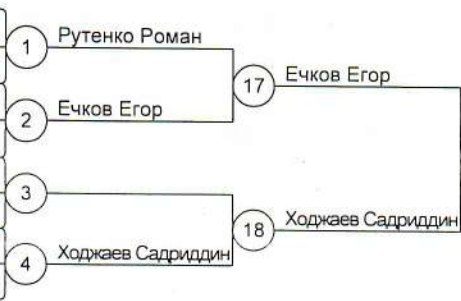 1 Рутенко Роман
17 Ечков Егор
2 Ечков Егор
3
18 Ходжаев Садриддин
4 Ходжаев Садриддин